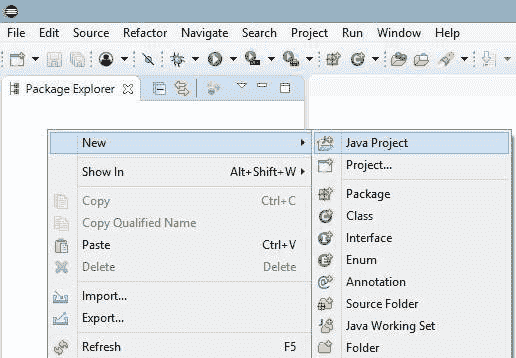 File Edit Source Refactor Navigate Search Project Run Window Help
Package Explorer
New
Show In Alt+Shift+W
Copy Ctrl+C
Copy Qualified Name
Paste Ctrl+V
Delete Delete
Import...
Export...
Refresh F5
Java Project
Project...
Package
Class
Interface
Enum
Annotation
Source Folder
Java Working Set
Folder